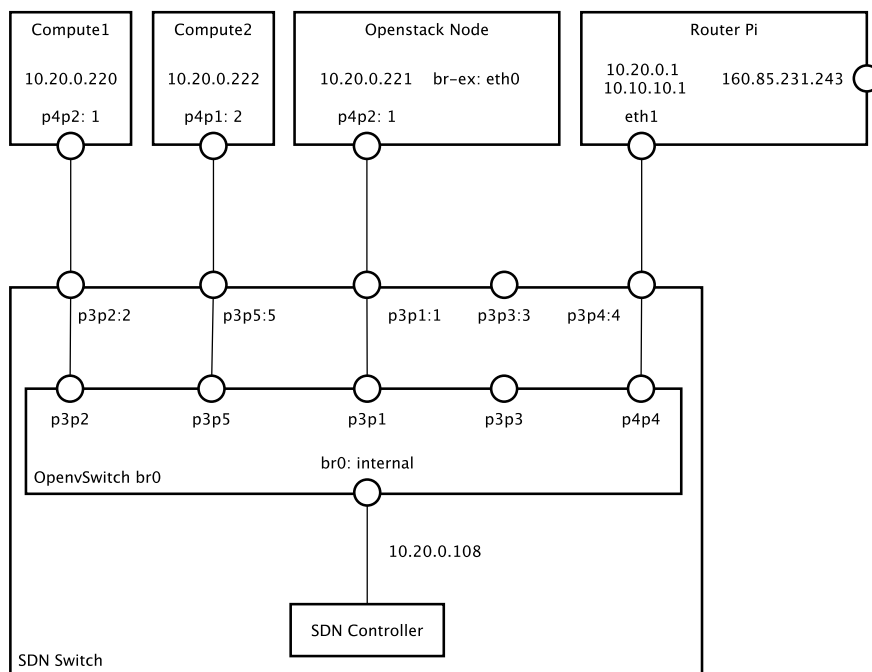 Compute1
10.20.0.220
p4p2: 1
Compute2
10.20.0.222
p4p1: 2
Openstack Node
10.20.0.221
br-ex: eth0
p4p2: 1
Router Pi
10.20.0.1
10.10.10.1
160.85.231.243
eth1
p3p2:2
p3p5:5
p3p1:1
p3p3:3
p3p4:4
p3p2
p3p5
p3p1
p3p3
p4p4
br0: internal
OpenvSwitch br0
10.20.0.108
SDN Controller
SDN Switch